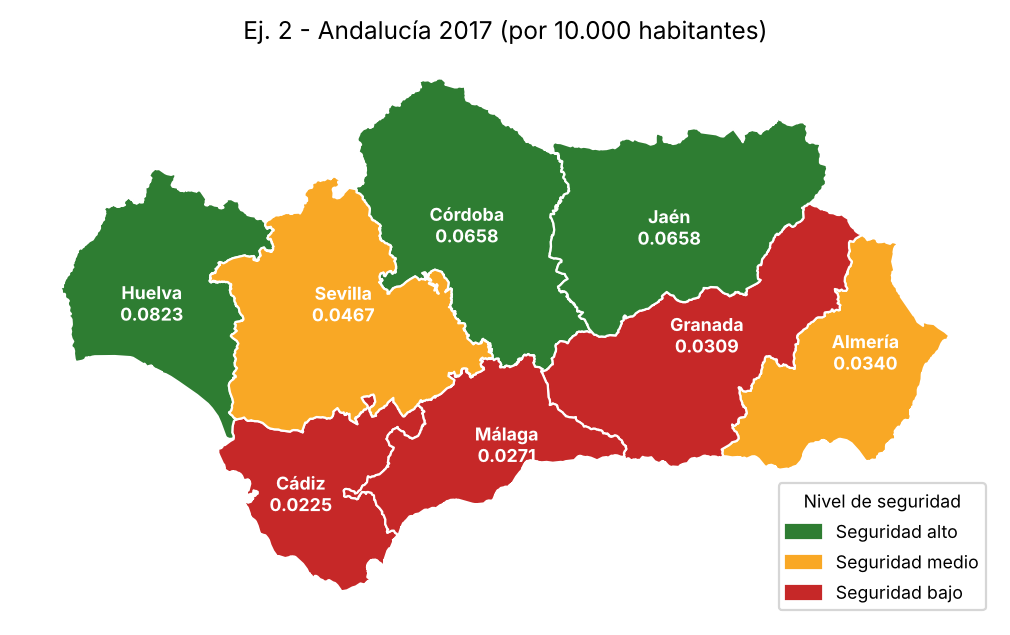 Ej. 2 - Andalucía 2017 (por 10.000 habitantes)
Córdoba
0.0658
Jaén
0.0658
Huelva
0.0823
Sevilla
0.0467
Granada
0.0309
Almería
0.0340
Málaga
0.0271
Cádiz
0.0225
Nivel de seguridad
Seguridad alto
Seguridad medio
Seguridad bajo